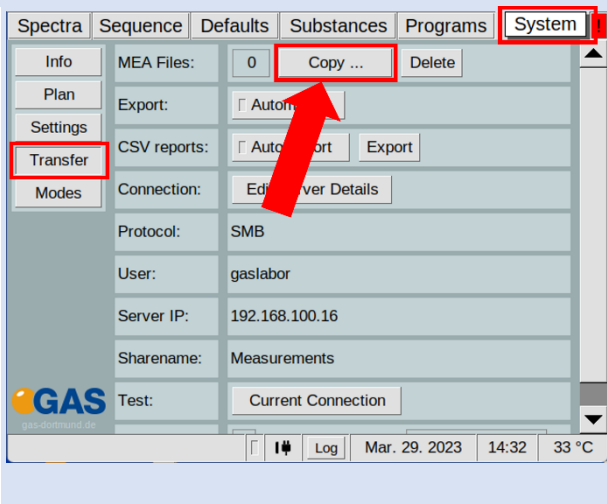 Spectra Sequence Defaults Substances Programs System !
Info
Plan
Settings
Transfer
Modes
MEA Files: 0 Copy ... Delete
Export:
CSV reports: Export
Connection: Server Details
Protocol: SMB
User: gaslabor
Server IP: 192.168.100.16
Sharename: Measurements
Test: Current Connection
GAS
gas-dortmund.de
Log Mar. 29. 2023 14:32 33 °C